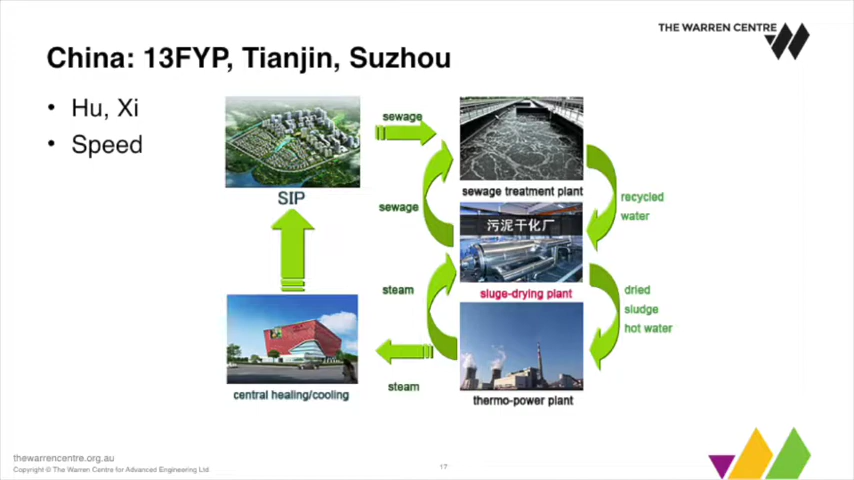 THE WARREN CENTRE
China: 13FYP, Tianjin, Suzhou
• Hu, Xi
• Speed
sewage
SIP
sewage treatment plant
sewage
recycled
water
污泥干化厂
steam
sluge-drying plant
dried
sludge
hot water
central healing/cooling
steam
thermo-power plant
thewarrencentre.org.au
Copyright © The Warren Centre for Advanced Engineering Ltd
17